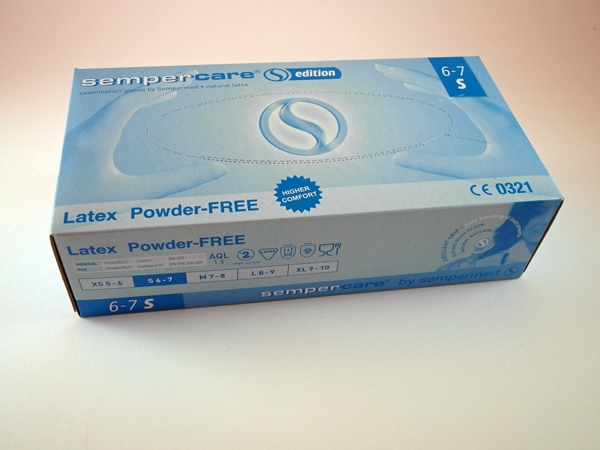 sempercare® edition
examination gloves by Sempermed • natural latex
6-7
S
HIGHER
COMFORT
Latex Powder-FREE
CE 0321
Latex Powder-FREE
AQL
1.5
2
XS 5-6 S 6-7 M 7-8 L 8-9 XL 9-10
6-7 S
sempercare® by sempermed